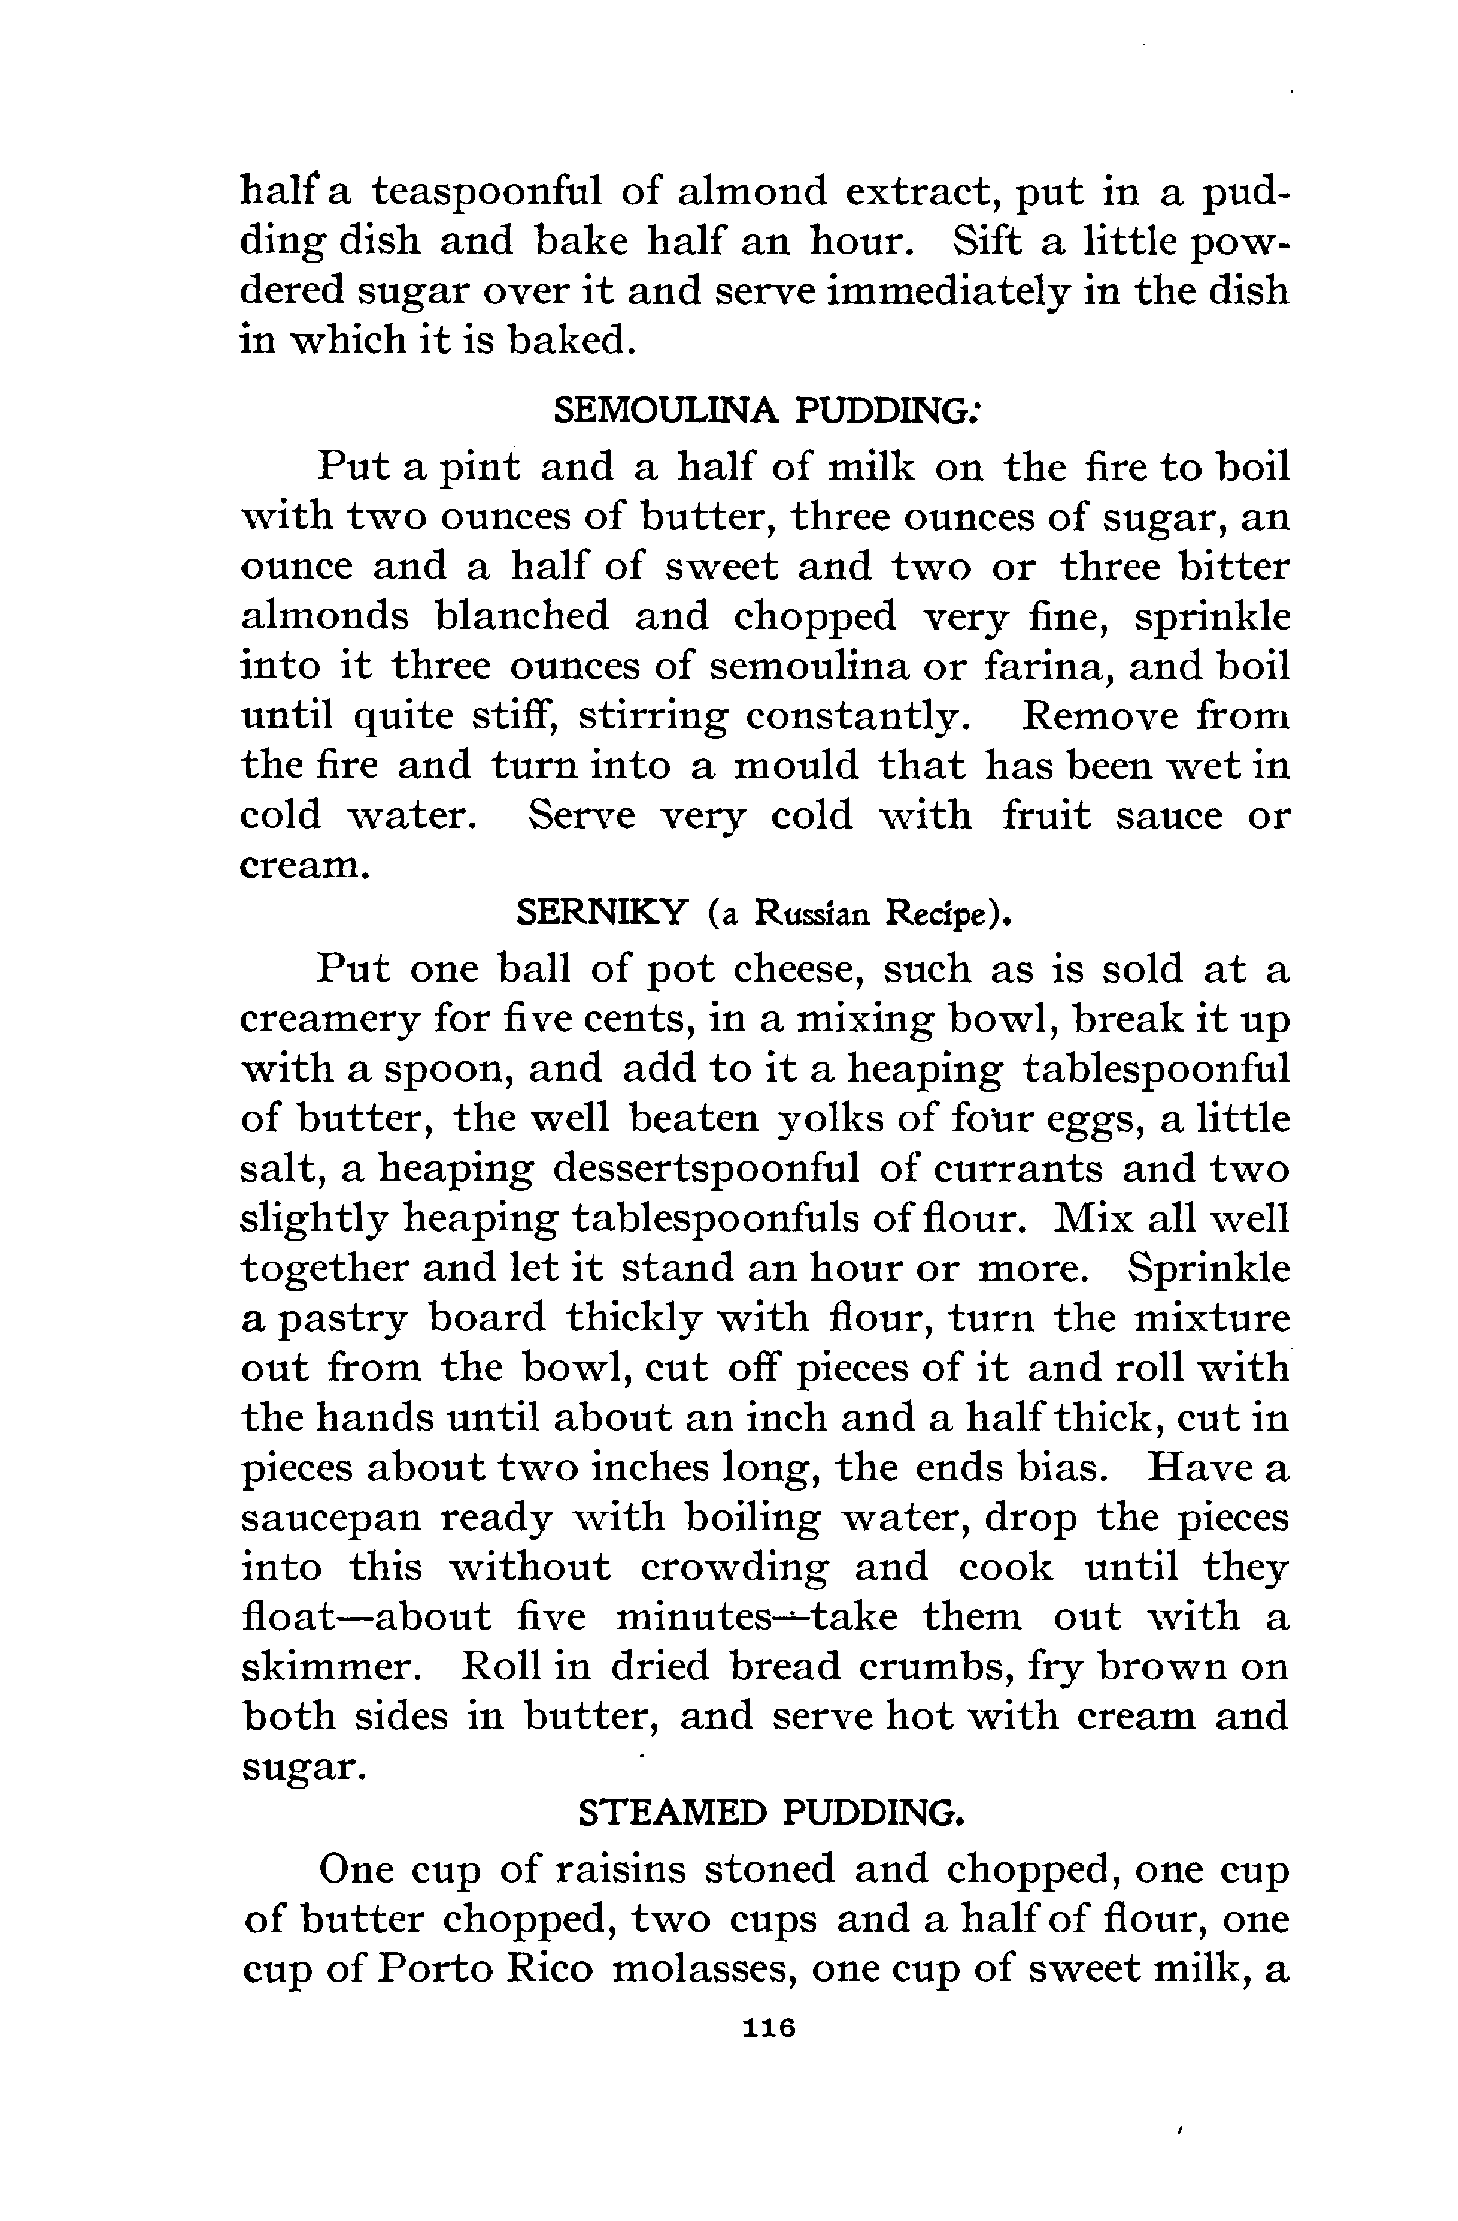 half a teaspoonful of almond extract, put in a pud-
ding dish and bake half an hour. Sift a little pow-
dered sugar over it and serve immediately in the dish
in which it is baked.
SEMOULINA PUDDING.
Put a pint and a half of milk on the fire to boil
with two ounces of butter, three ounces of sugar, an
ounce and a half of sweet and two or three bitter
almonds blanched and chopped very fine, sprinkle
into it three ounces of semoulina or farina, and boil
until quite stiff, stirring constantly. Remove from
the fire and turn into a mould that has been wet in
cold water. Serve very cold with fruit sauce or
cream.
SERNIKY (a Russian Recipe).
Put one ball of pot cheese, such as is sold at a
creamery for five cents, in a mixing bowl, break it up
with a spoon, and add to it a heaping tablespoonful
of butter, the well beaten yolks of four eggs, a little
salt, a heaping dessertspoonful of currants and two
slightly heaping tablespoonfuls of flour. Mix all well
together and let it stand an hour or more. Sprinkle
a pastry board thickly with flour, turn the mixture
out from the bowl, cut off pieces of it and roll with
the hands until about an inch and a half thick, cut in
pieces about two inches long, the ends bias. Have a
saucepan ready with boiling water, drop the pieces
into this without crowding and cook until they
float—about five minutes—take them out with a
skimmer. Roll in dried bread crumbs, fry brown on
both sides in butter, and serve hot with cream and
sugar.
STEAMED PUDDING.
One cup of raisins stoned and chopped, one cup
of butter chopped, two cups and a half of flour, one
cup of Porto Rico molasses, one cup of sweet milk, a
116